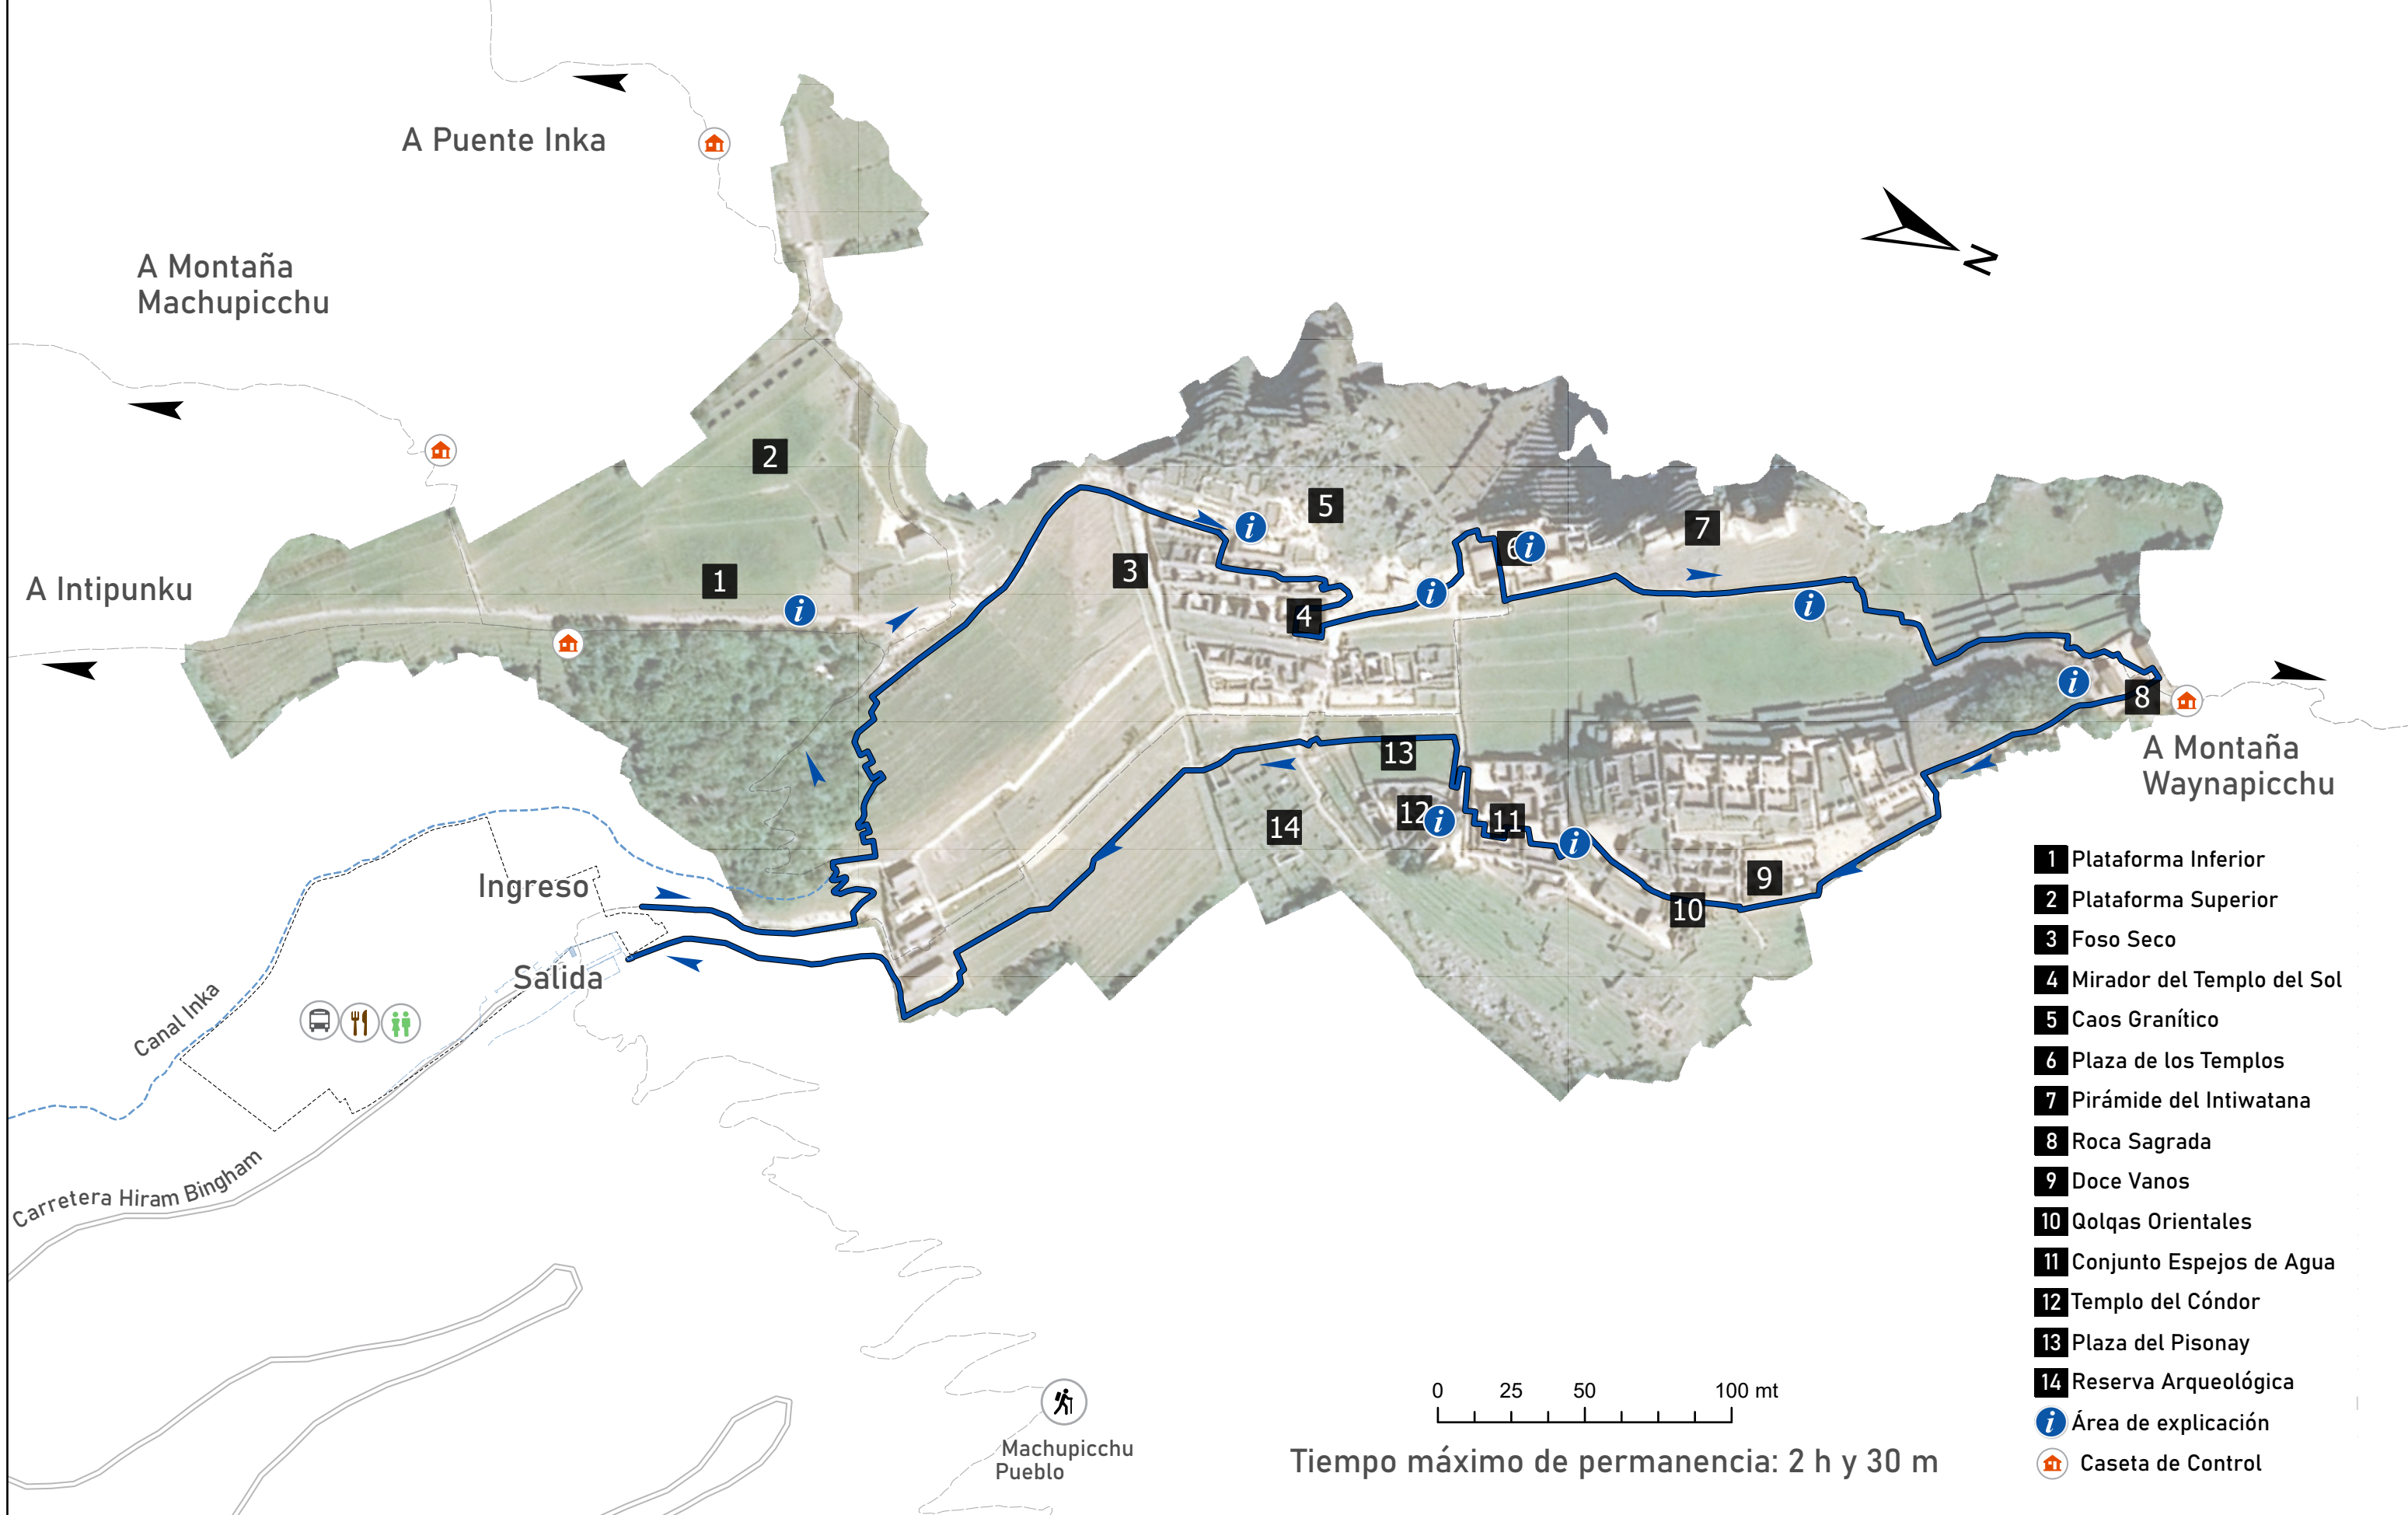 A Puente Inka
A Montaña
Machupicchu
N
2
5
7
6
i
i
3
1
i
A Intipunku
i
4
i
i
8
A Montaña
Waynapicchu
13
12
i
11
14
i
9
10
Ingreso
Salida
Canal Inka
Carretera Hiram Bingham
1 Plataforma Inferior
2 Plataforma Superior
3 Foso Seco
4 Mirador del Templo del Sol
5 Caos Granítico
6 Plaza de los Templos
7 Pirámide del Intiwatana
8 Roca Sagrada
9 Doce Vanos
10 Qolqas Orientales
11 Conjunto Espejos de Agua
12 Templo del Cóndor
13 Plaza del Pisonay
14 Reserva Arqueológica
i Área de explicación
Caseta de Control
Machupicchu
Pueblo
0 25 50 100 mt
Tiempo máximo de permanencia: 2 h y 30 m